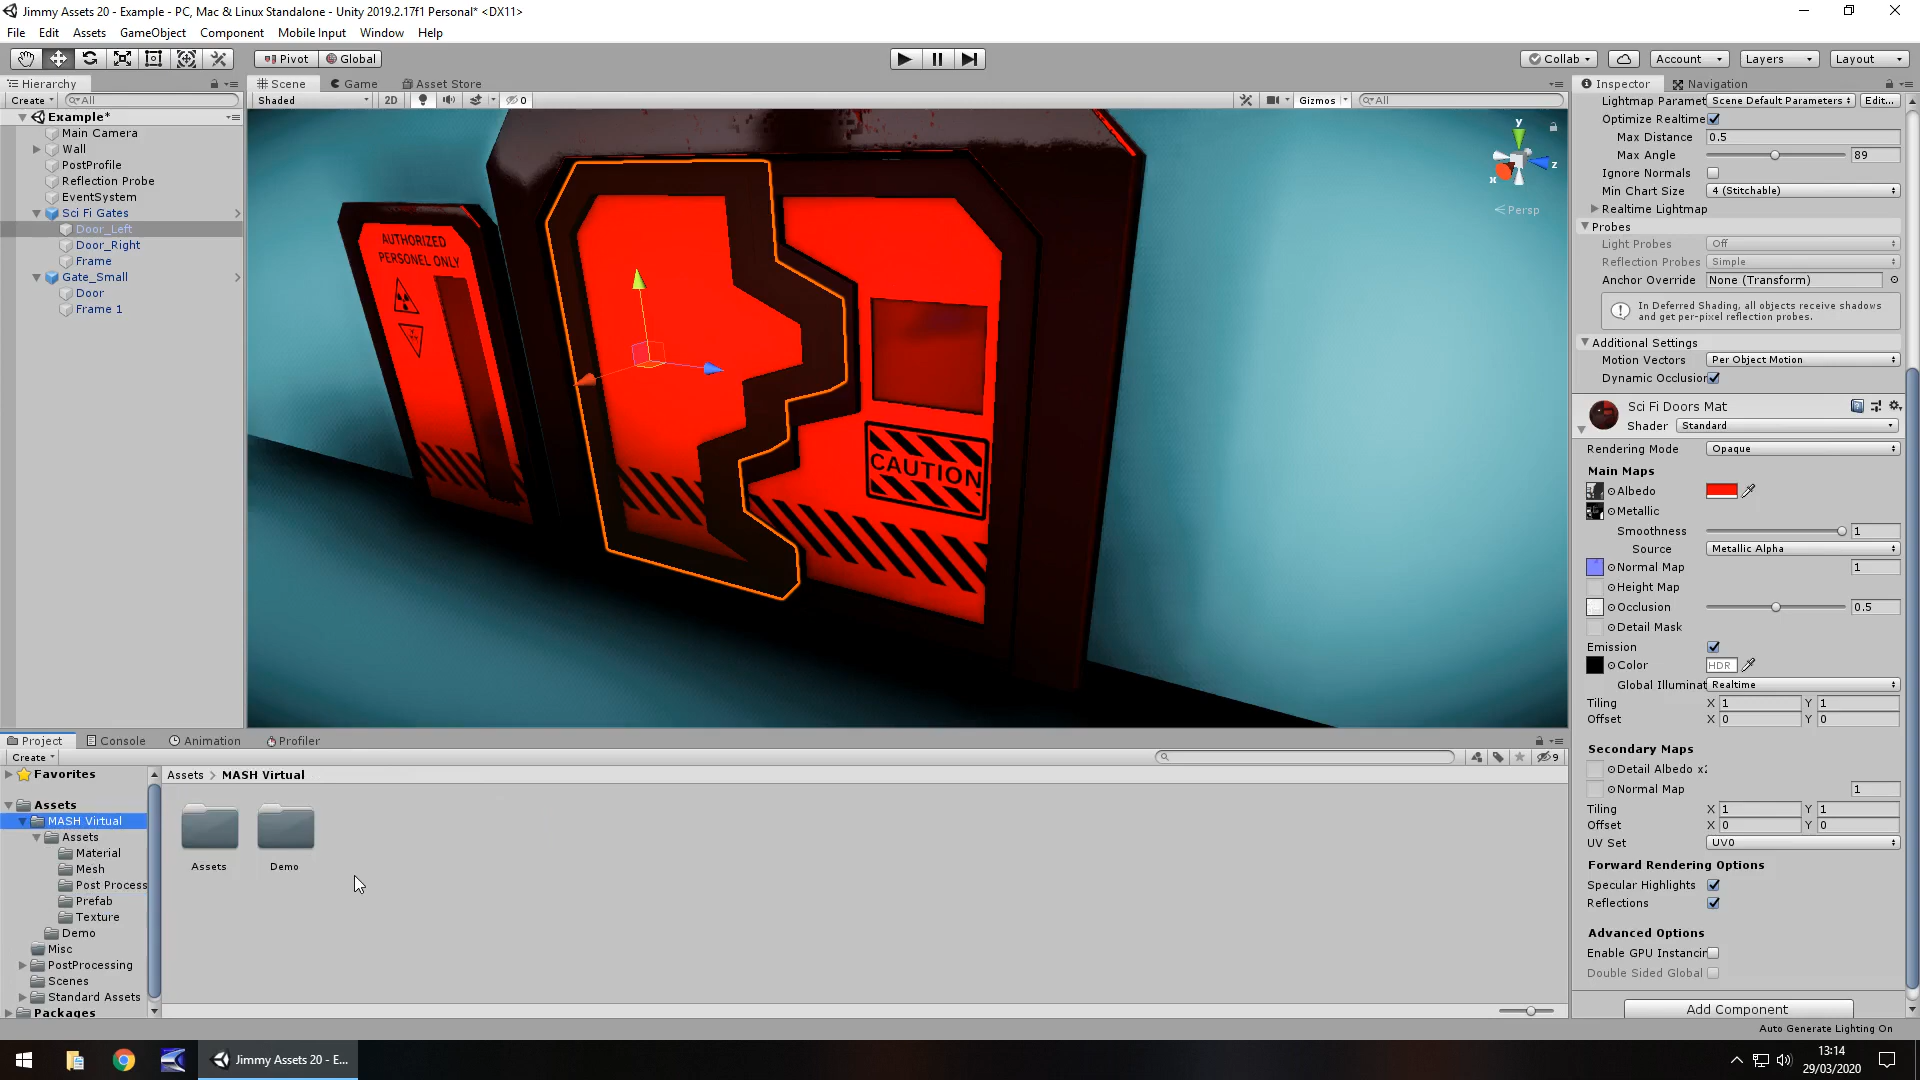 Jimmy Assets 20 - Example - PC, Mac & Linux Standalone - Unity 2019.2.17f1 Personal* <DX11>
File Edit Assets GameObject Component Mobile Input Window Help
Pivot Global Collab Account Layers Layout
Hierarchy
Create All
Example*
Main Camera
Wall
PostProfile
Reflection Probe
EventSystem
Sci Fi Gates
Door_Left
Door_Right
Frame
Gate_Small
Door
Frame 1
Scene Game Asset Store
Shaded 2D 0 Gizmos All
y
z
x
Persp
AUTHORIZED
PERSONEL ONLY
CAUTION
Inspector Navigation
Lightmap Paramet Scene Default Parameters Edit...
Optimize Realtime
Max Distance 0.5
Max Angle 89
Ignore Normals
Min Chart Size 4 (Stitchable)
Realtime Lightmap
Probes
Light Probes Off
Reflection Probes Simple
Anchor Override None (Transform)
In Deferred Shading, all objects receive shadows
and get per-pixel reflection probes.
Additional Settings
Motion Vectors Per Object Motion
Dynamic Occlusion
Sci Fi Doors Mat
Shader Standard
Rendering Mode Opaque
Main Maps
Albedo
Metallic
Smoothness 1
Source Metallic Alpha
Normal Map 1
Height Map
Occlusion 0.5
Detail Mask
Emission
Color HDR
Global Illuminat Realtime
Tiling X 1 Y 1
Offset X 0 Y 0
Secondary Maps
Detail Albedo x2
Normal Map 1
Tiling X 1 Y 1
Offset X 0 Y 0
UV Set UV0
Forward Rendering Options
Specular Highlights
Reflections
Advanced Options
Enable GPU Instancin
Double Sided Global
Add Component
Auto Generate Lighting On
Project Console Animation Profiler
Create 9
Favorites
Assets
MASH Virtual
Assets
Material
Mesh
Post Process
Prefab
Texture
Demo
Misc
PostProcessing
Scenes
Standard Assets
Packages
Assets > MASH Virtual
Assets Demo
Jimmy Assets 20 - E...
13:14
29/03/2020